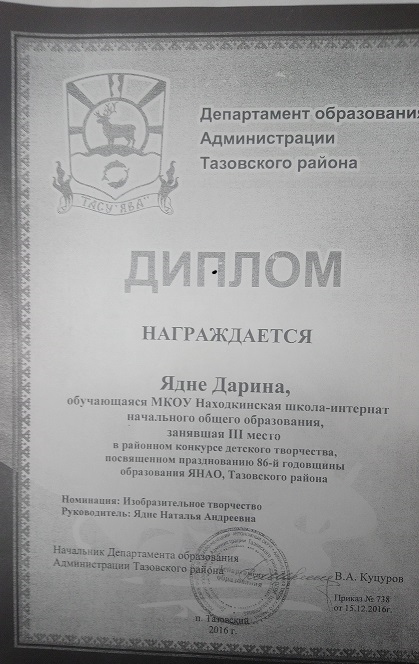 Департамент образования
Администрации
Тазовского района
ТАСУ"ЯВА"
ДИПЛОМ
НАГРАЖДАЕТСЯ
Ядне Дарина,
обучающаяся МКОУ Находкинская школа-интернат
начального общего образования,
занявшая III место
в районном конкурсе детского творчества,
посвященном празднованию 86-й годовщины
образования ЯНАО, Тазовского района
Номинация: Изобразительное творчество
Руководитель: Ядне Наталья Андреевна
Начальник Департамента образования
Администрации Тазовского района
В.А. Куцуров
Приказ № 738
от 15.12.2016г.
п. Тазовский
2016 г.